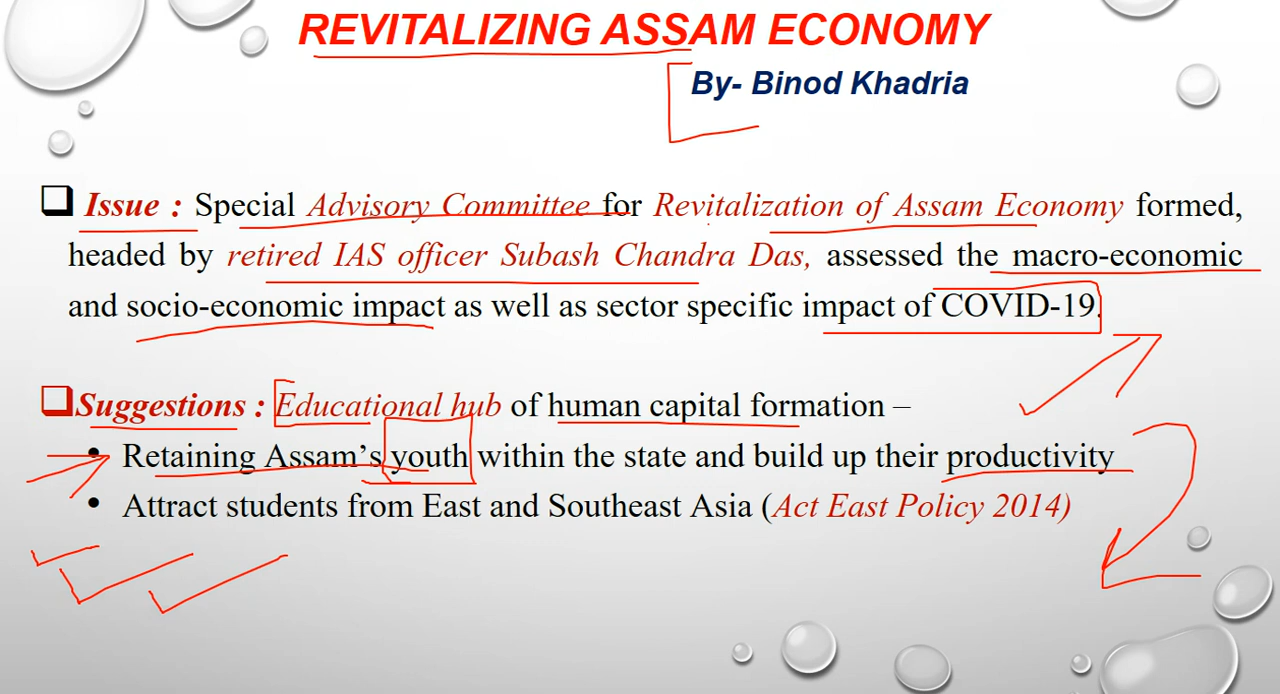 REVITALIZING ASSAM ECONOMY
By- Binod Khadria
Issue : Special Advisory Committee for Revitalization of Assam Economy formed,
headed by retired IAS officer Subash Chandra Das, assessed the macro-economic
and socio-economic impact as well as sector specific impact of COVID-19.
Suggestions : Educational hub of human capital formation –
• Retaining Assam's youth within the state and build up their productivity
• Attract students from East and Southeast Asia (Act East Policy 2014)